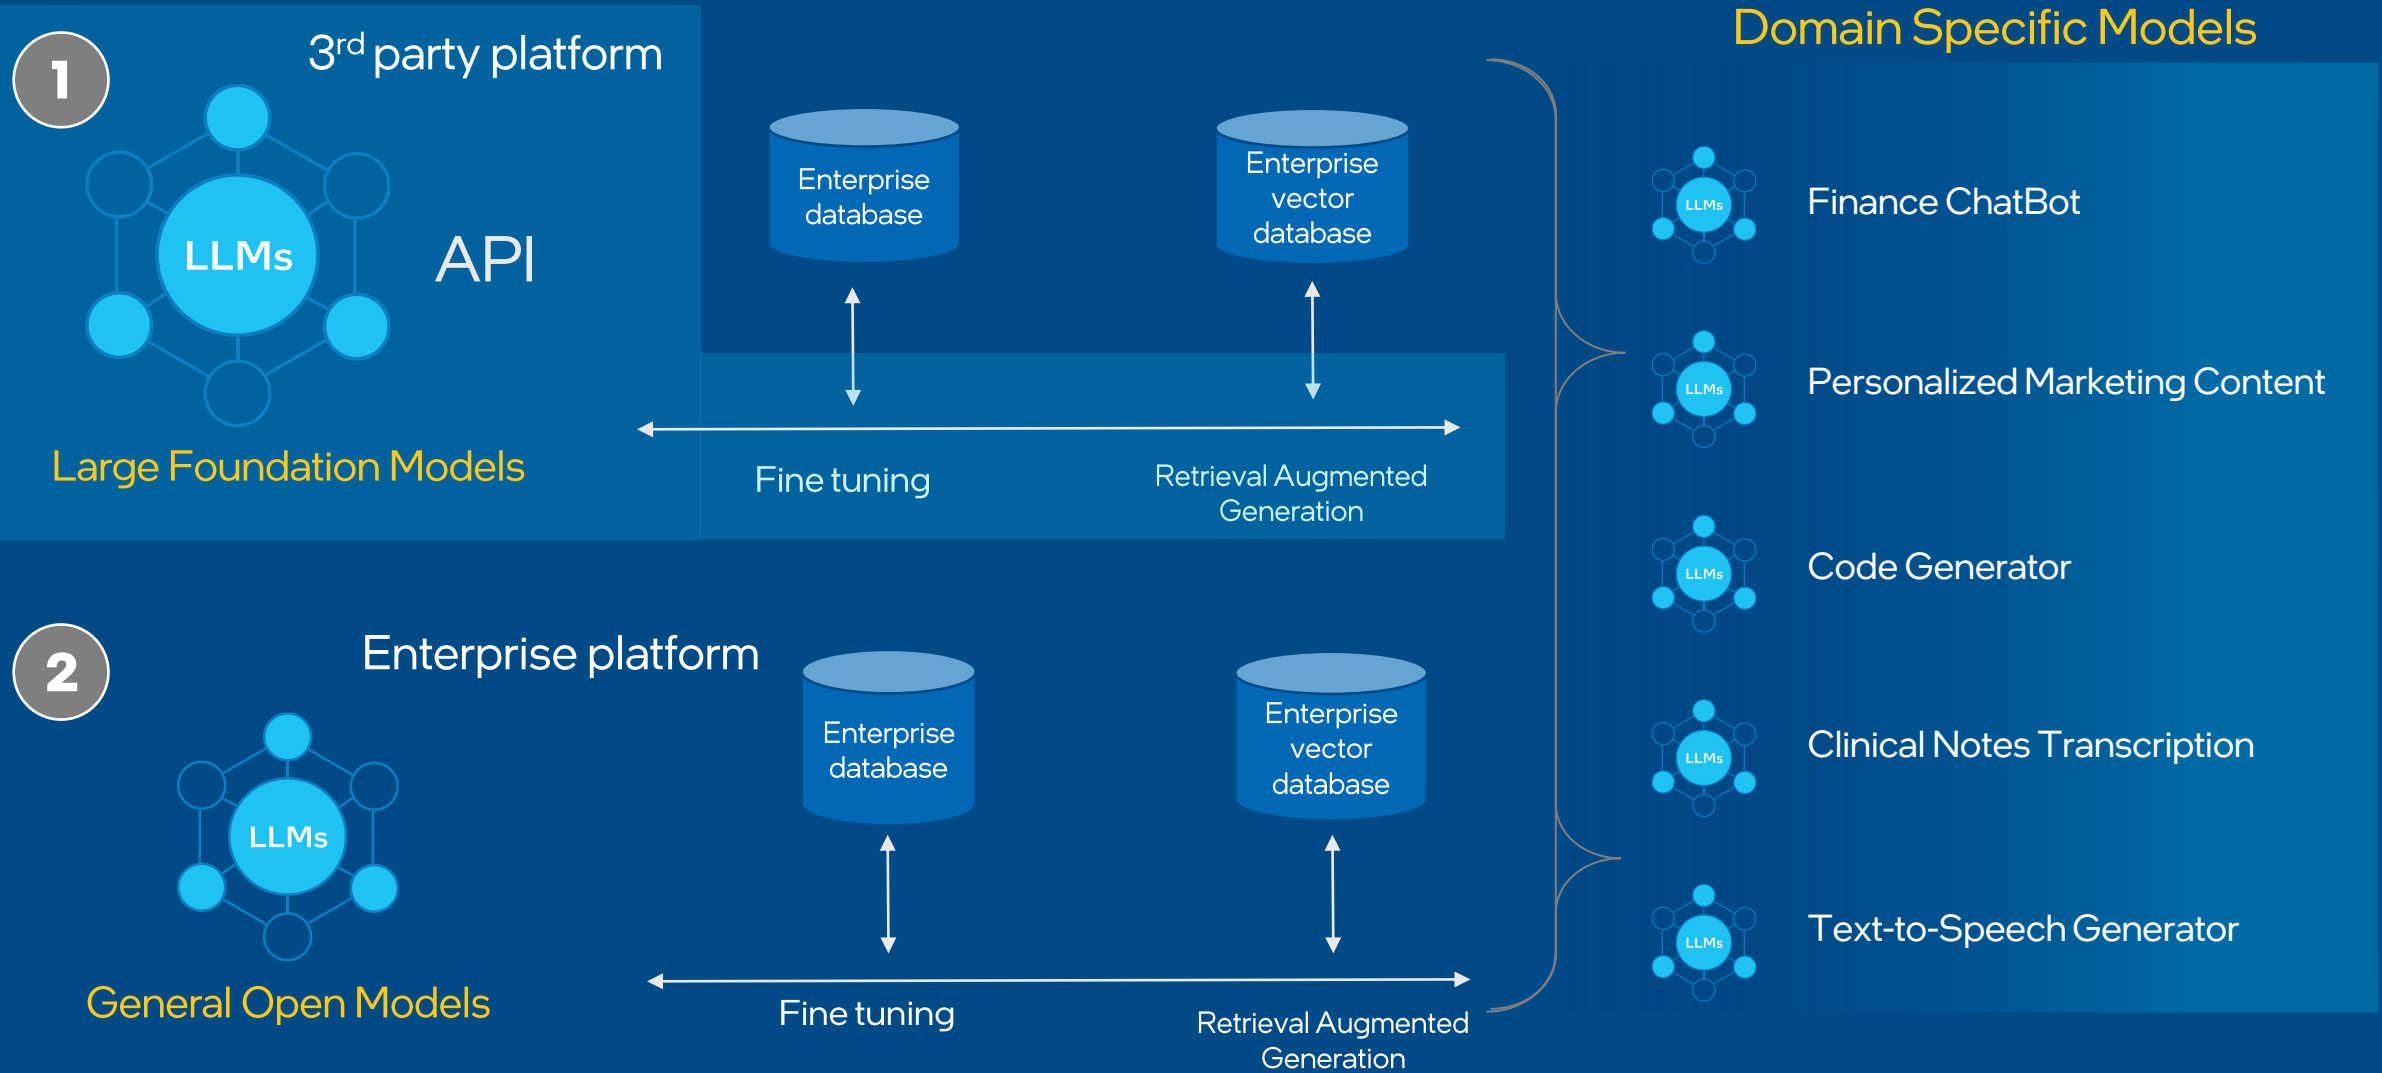 1
3rd party platform
LLMs
API
Large Foundation Models
Enterprise
database
Enterprise
vector
database
Fine tuning
Retrieval Augmented
Generation
2
Enterprise platform
LLMs
General Open Models
Enterprise
database
Enterprise
vector
database
Fine tuning
Retrieval Augmented
Generation
Domain Specific Models
LLMs
Finance ChatBot
LLMs
Personalized Marketing Content
LLMs
Code Generator
LLMs
Clinical Notes Transcription
LLMs
Text-to-Speech Generator